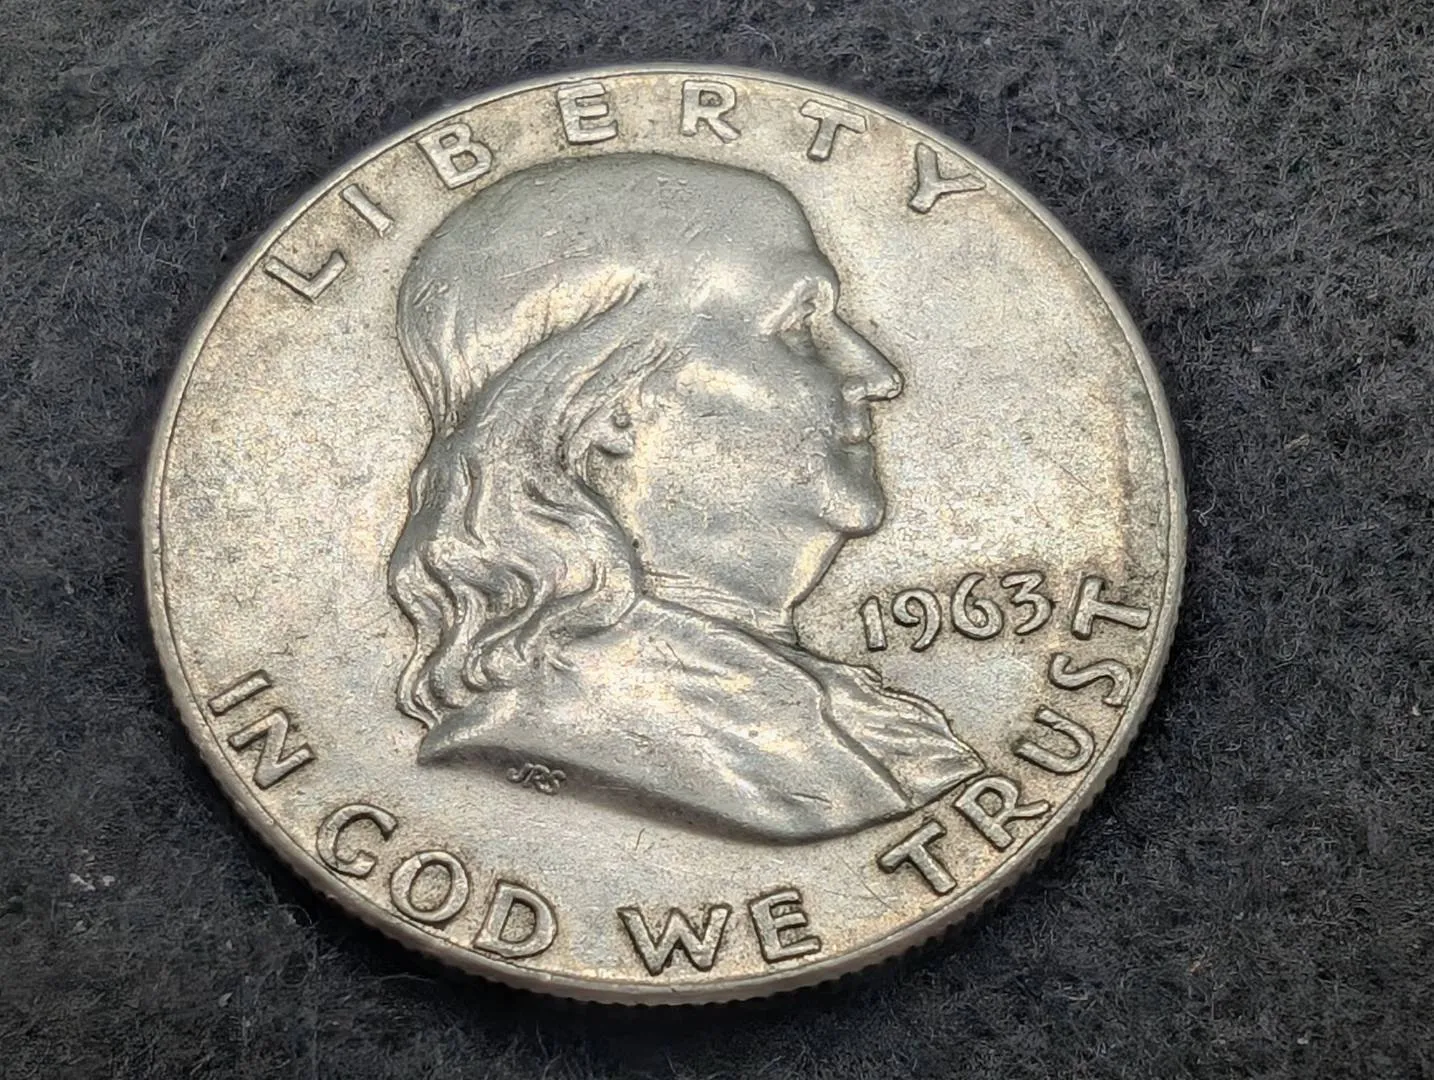 LIBERTY
1963
JRS
IN GOD WE TRUST